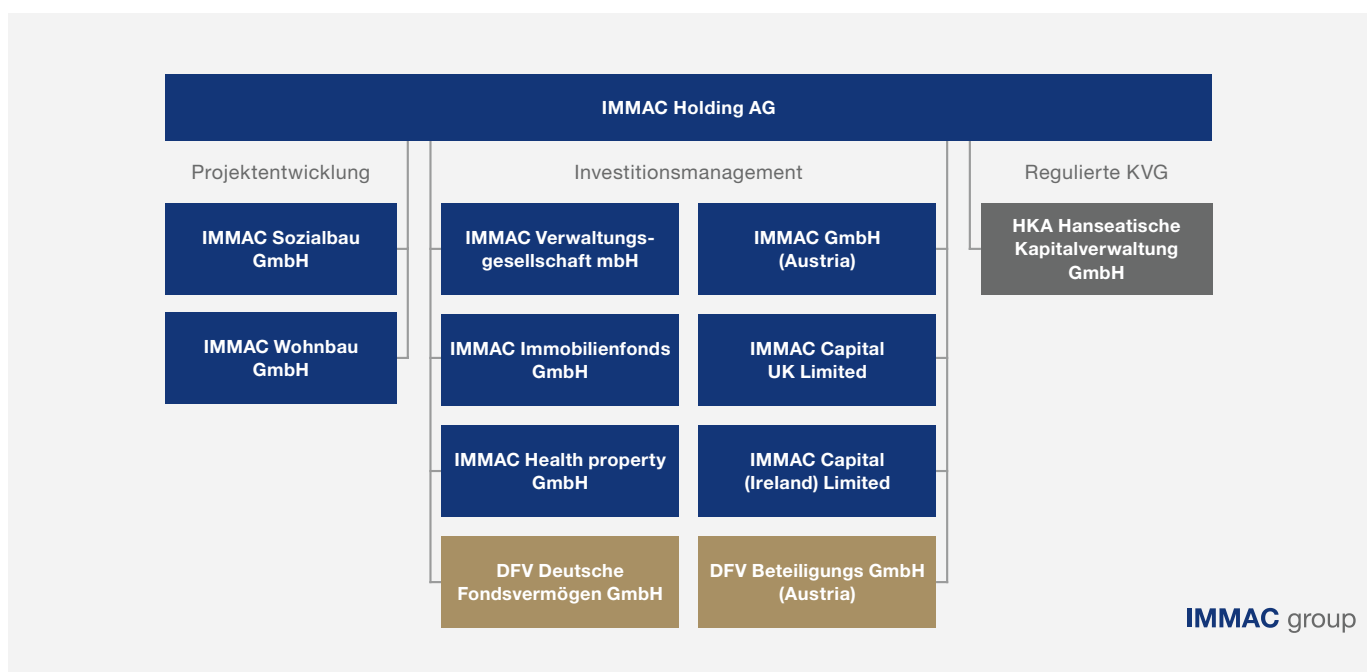 IMMAC Holding AG
Projektentwicklung
Investitionsmanagement
Regulierte KVG
IMMAC Sozialbau
GmbH
IMMAC Wohnbau
GmbH
IMMAC Verwaltungs-
gesellschaft mbH
IMMAC Immobilienfonds
GmbH
IMMAC Health property
GmbH
DFV Deutsche
Fondsvermögen GmbH
IMMAC GmbH
(Austria)
IMMAC Capital
UK Limited
IMMAC Capital
(Ireland) Limited
DFV Beteiligungs GmbH
(Austria)
HKA Hanseatische
Kapitalverwaltung
GmbH
IMMAC group